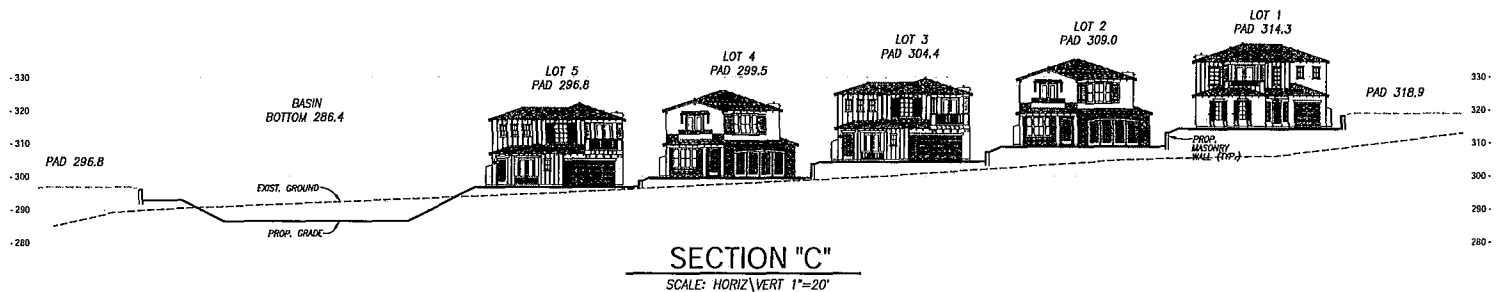 LOT 1
PAD 314.3
LOT 2
PAD 309.0
LOT 3
PAD 304.4
LOT 4
PAD 299.5
LOT 5
PAD 296.8
330
320
310
300
290
280
BASIN
BOTTOM 286.4
PAD 296.8
EXIST. GROUND
PROP. GRADE
PROP.
MASONRY
WALL (TYP.)
PAD 318.9
330
320
310
300
290
280
SECTION "C"
SCALE: HORIZ\VERT 1"=20'